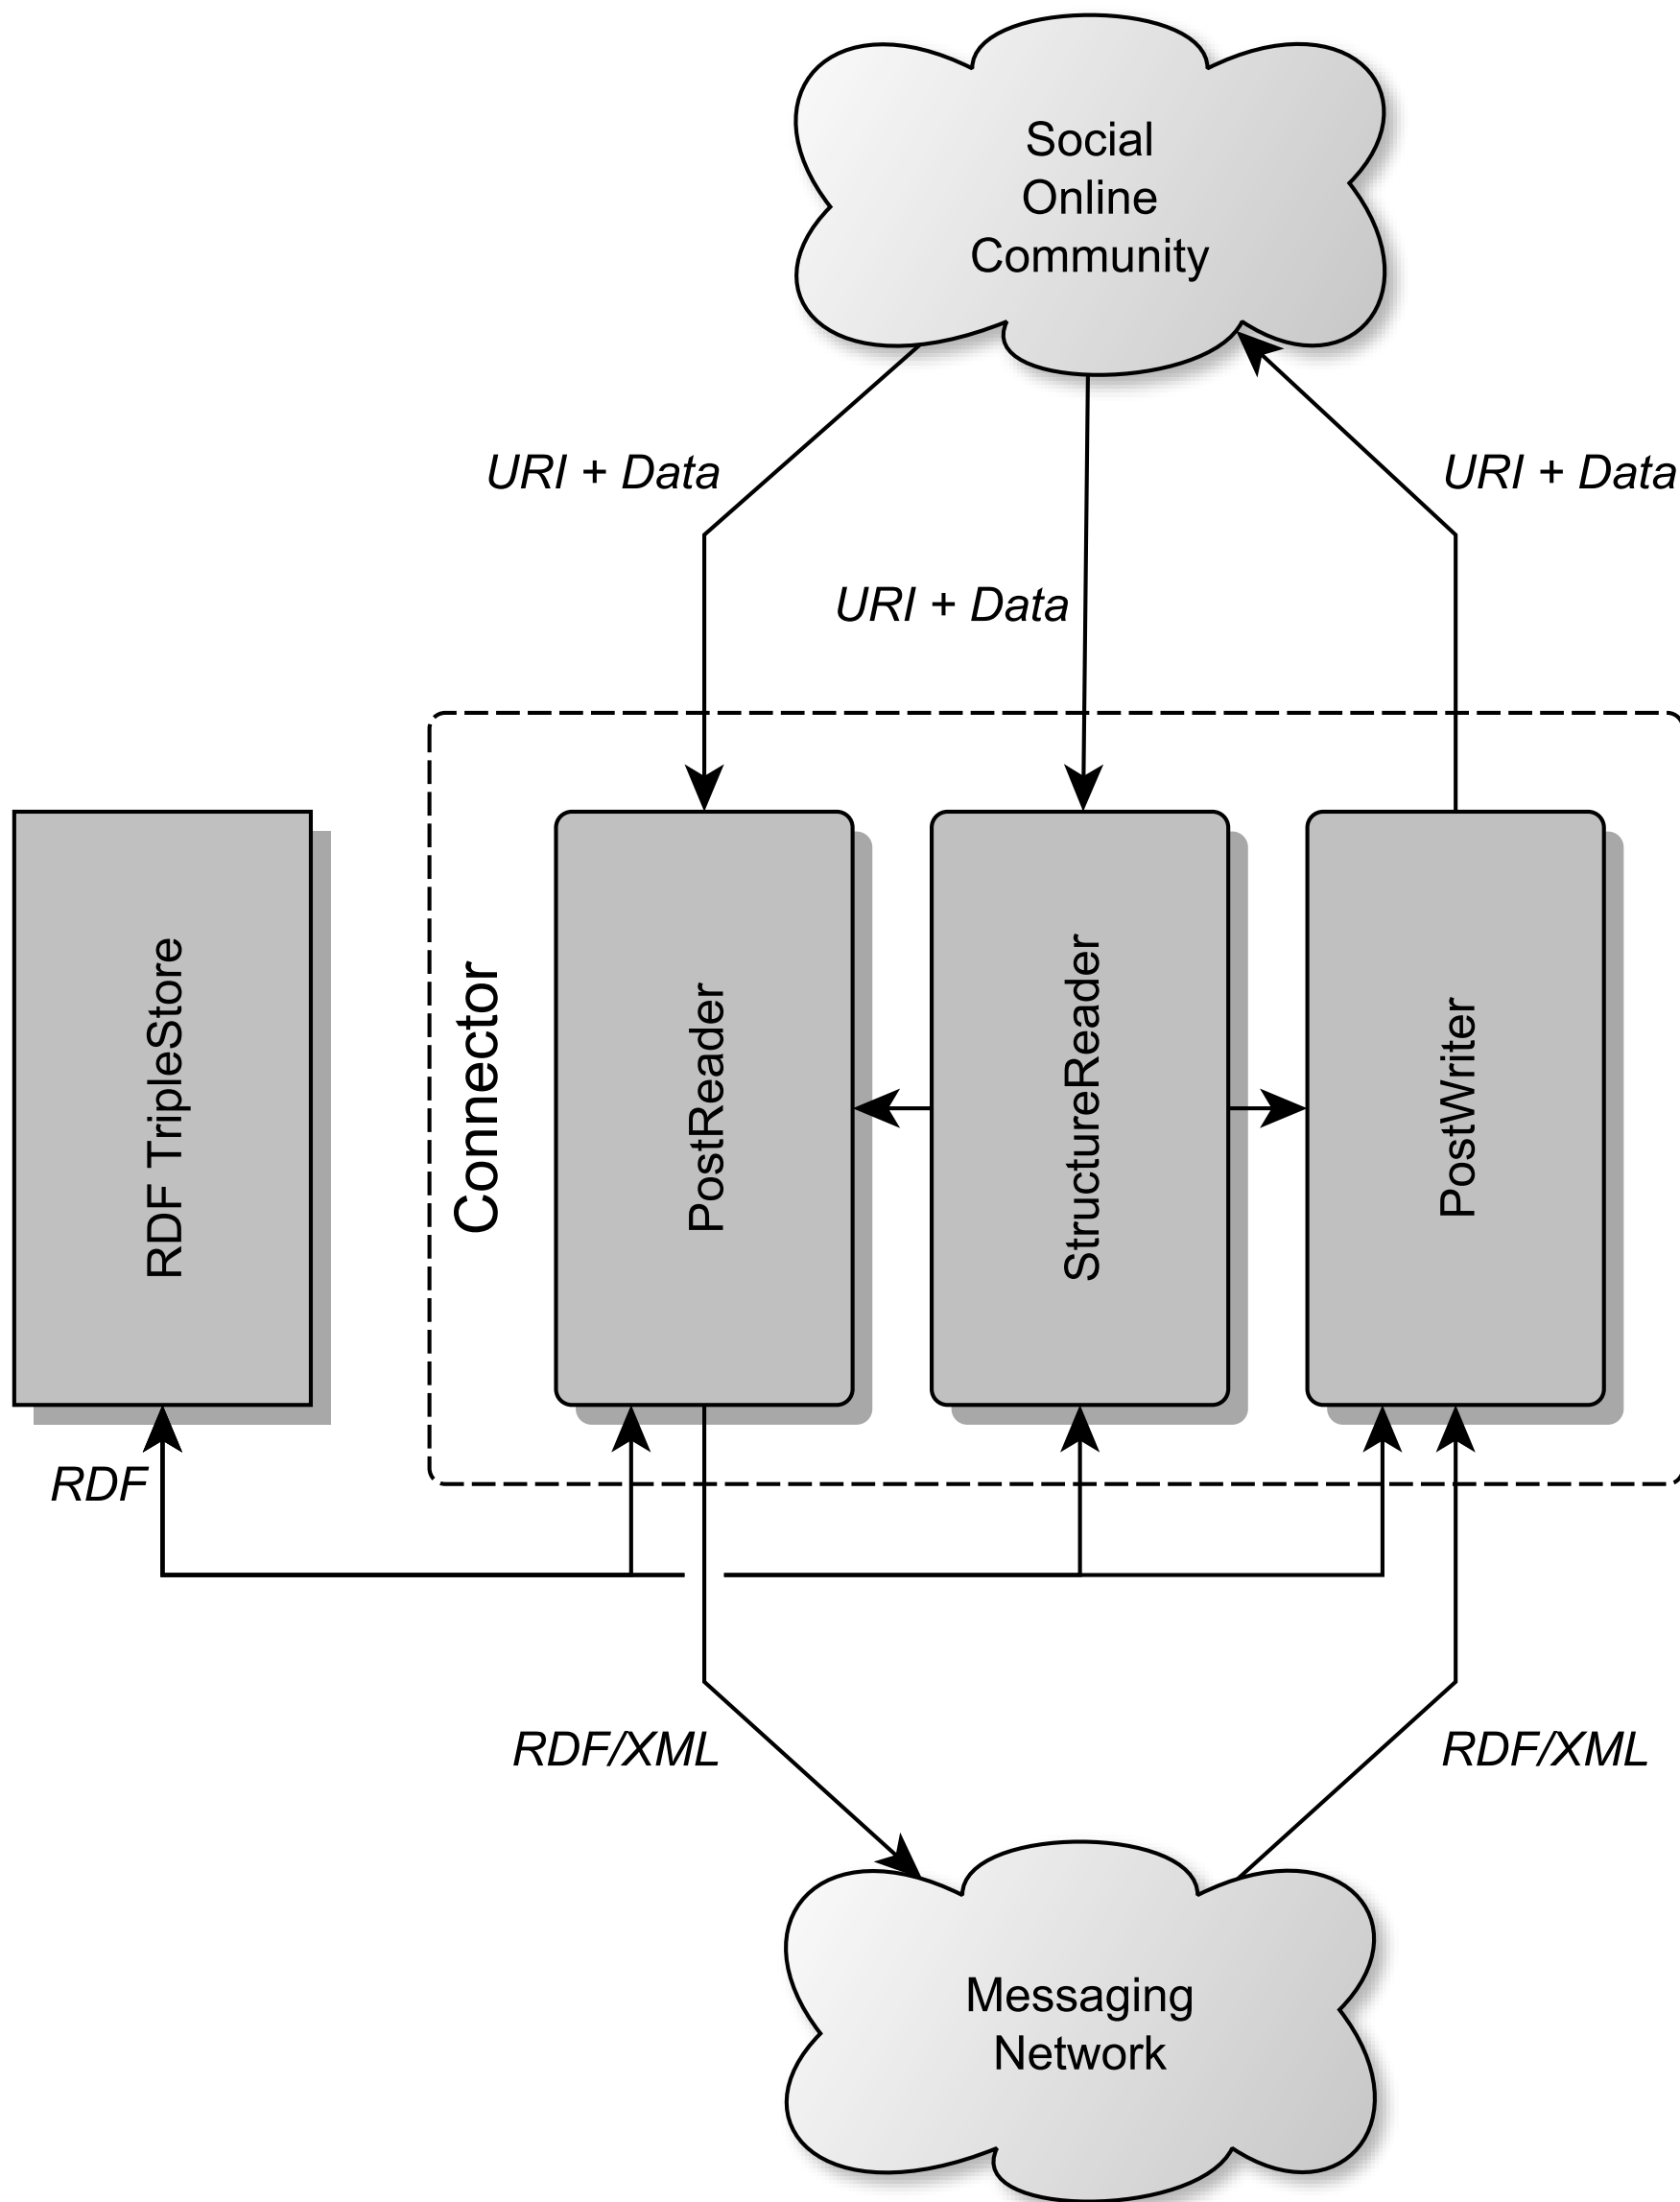 Social
Online
Community
URI + Data
URI + Data
URI + Data
RDF TripleStore
Connector
PostReader
StructureReader
PostWriter
RDF
RDF/XML
RDF/XML
Messaging
Network